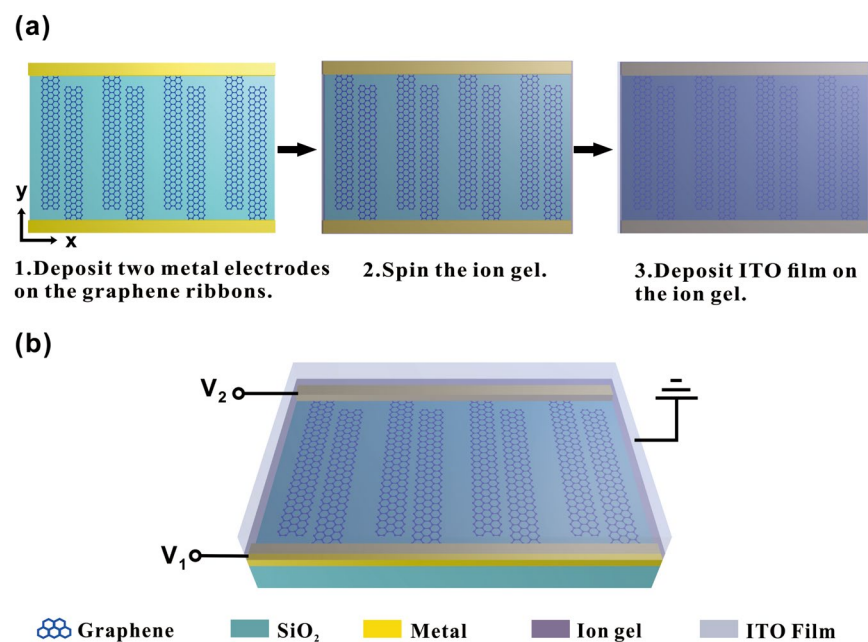 (a)
y
x
1.Deposit two metal electrodes
on the graphene ribbons.
2.Spin the ion gel.
3.Deposit ITO film on
the ion gel.
(b)
V₂
V₁
Graphene
SiO₂
Metal
Ion gel
ITO Film